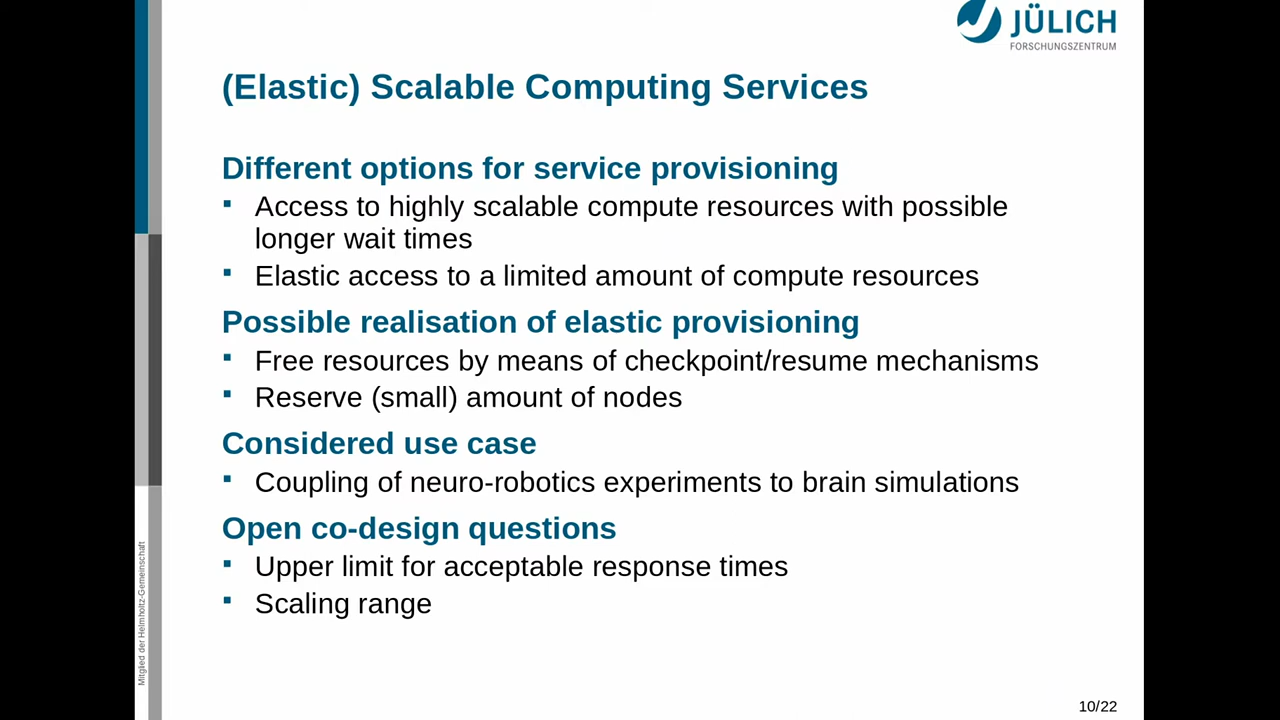 JÜLICH
FORSCHUNGSZENTRUM
(Elastic) Scalable Computing Services
Different options for service provisioning
Access to highly scalable compute resources with possible
longer wait times
Elastic access to a limited amount of compute resources
Possible realisation of elastic provisioning
Free resources by means of checkpoint/resume mechanisms
Reserve (small) amount of nodes
Considered use case
Coupling of neuro-robotics experiments to brain simulations
Open co-design questions
Upper limit for acceptable response times
Scaling range
Mitglied der Helmholtz-Gemeinschaft
10/22